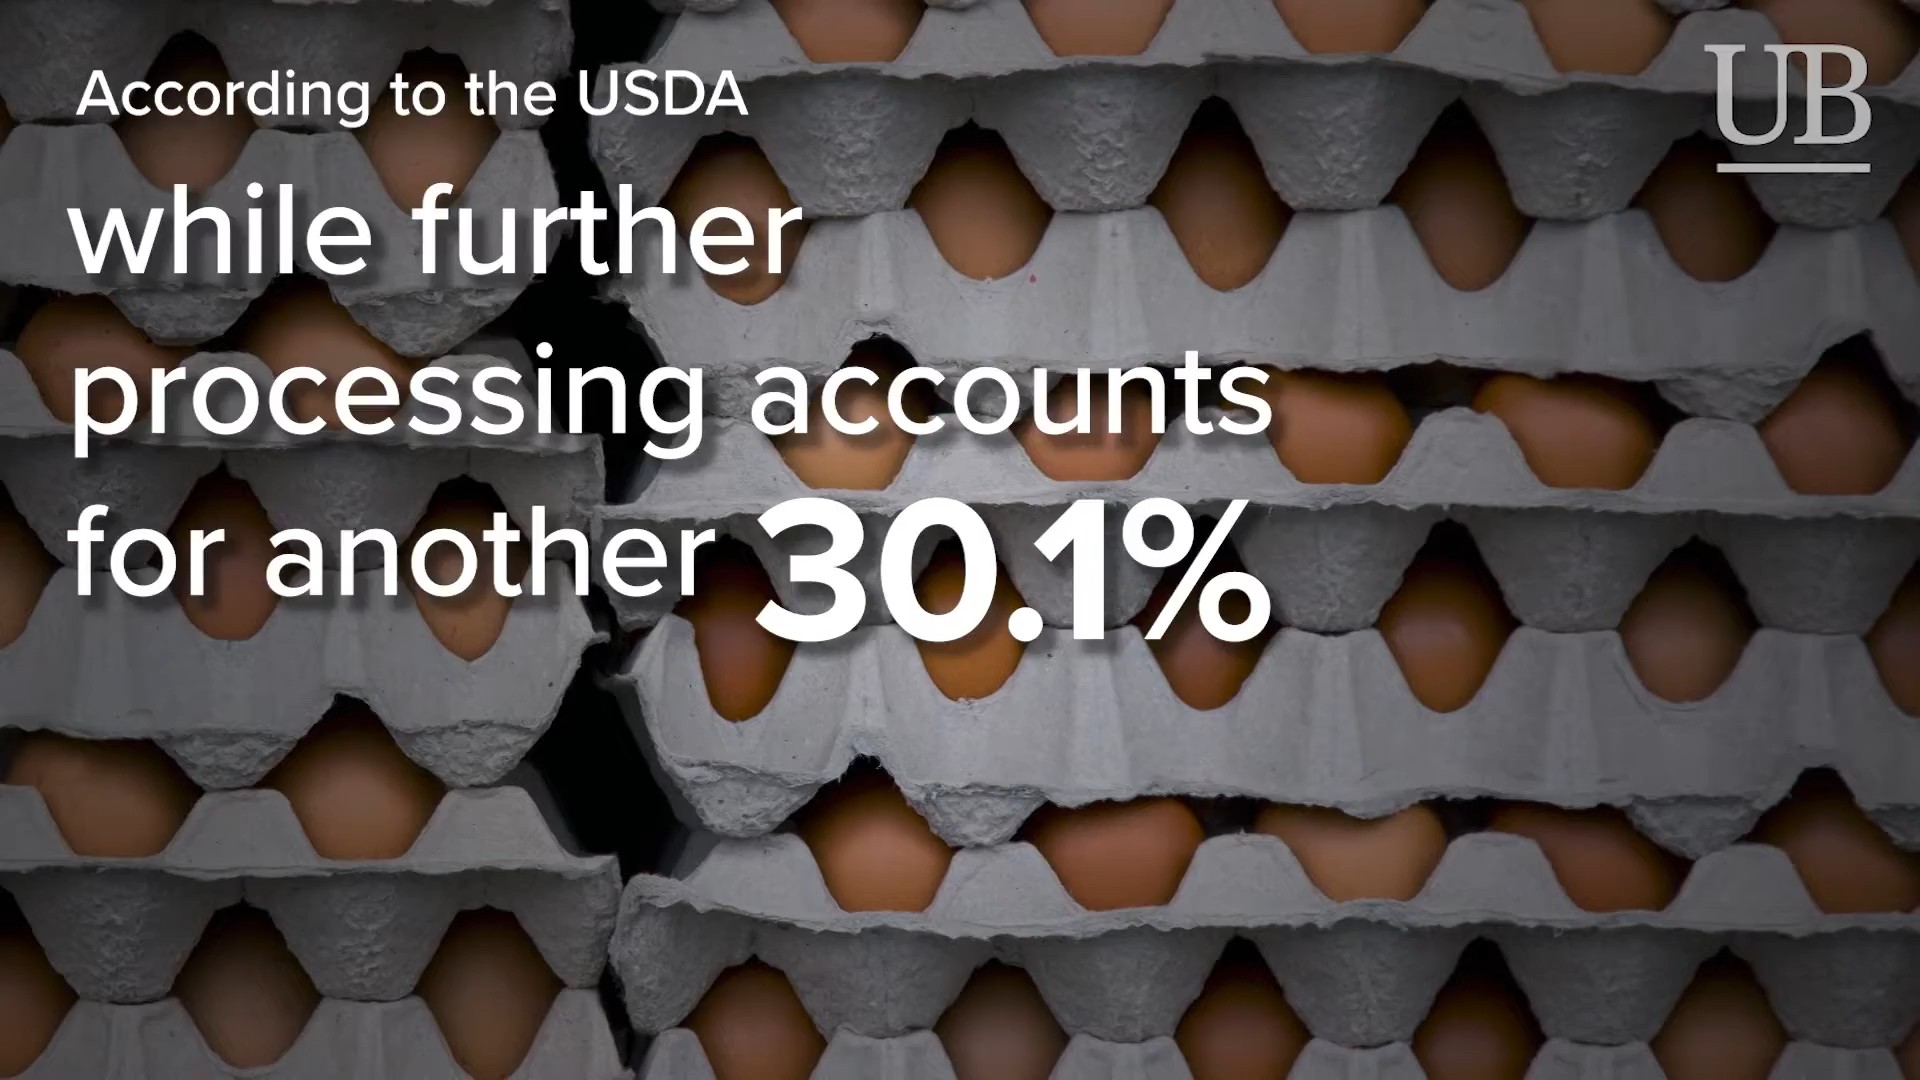 According to the USDA
while further
processing accounts
for another 30.1%
UB